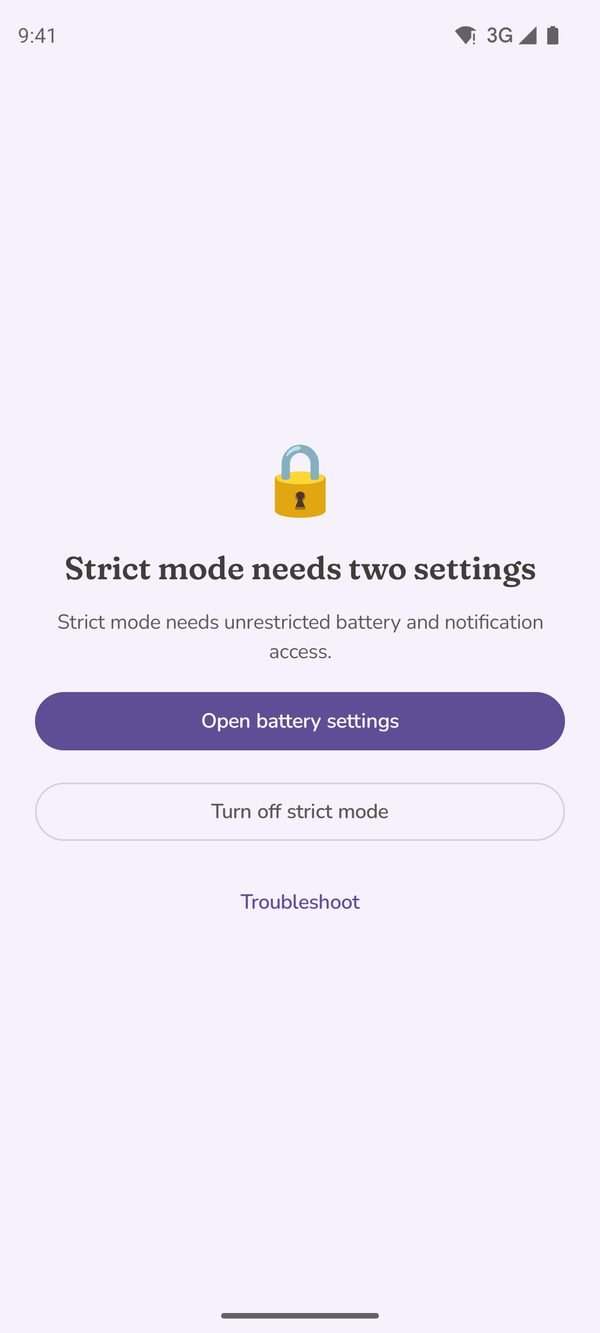 9:41
3G
Strict mode needs two settings
Strict mode needs unrestricted battery and notification
access.
Open battery settings
Turn off strict mode
Troubleshoot